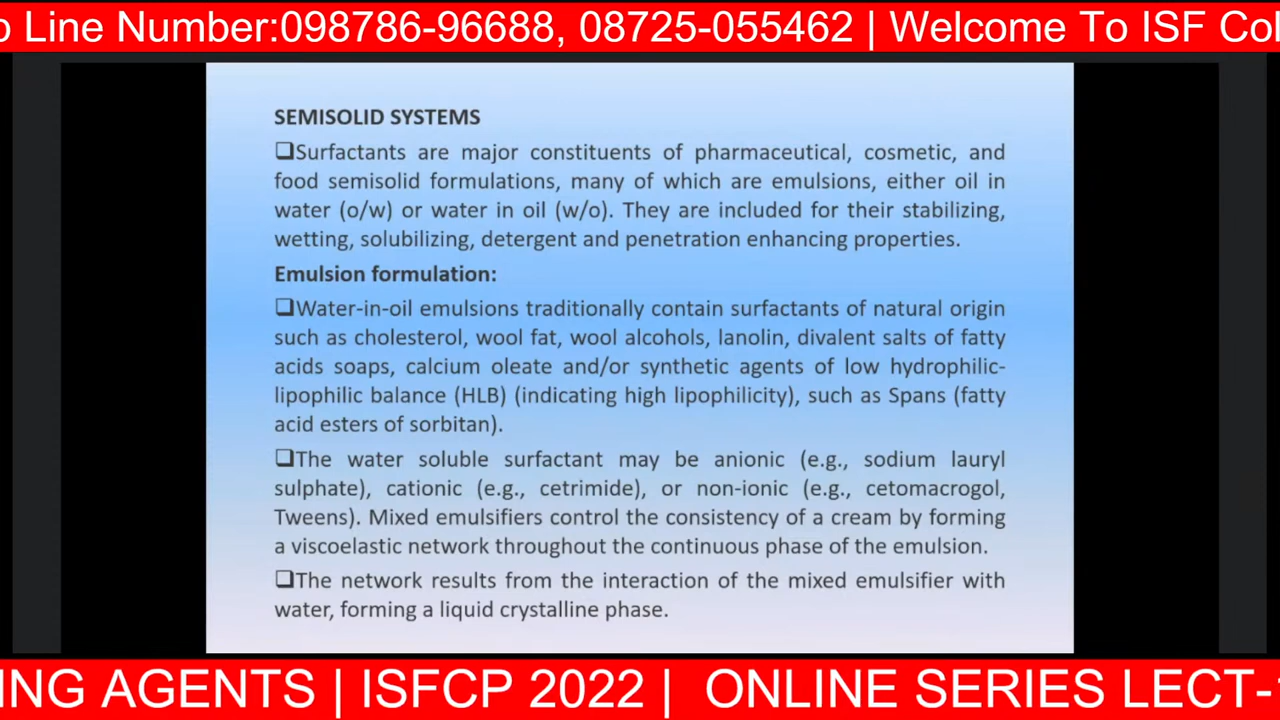 o Line Number:098786-96688, 08725-055462 | Welcome To ISF Col
SEMISOLID SYSTEMS
❑Surfactants are major constituents of pharmaceutical, cosmetic, and
food semisolid formulations, many of which are emulsions, either oil in
water (o/w) or water in oil (w/o). They are included for their stabilizing,
wetting, solubilizing, detergent and penetration enhancing properties.
Emulsion formulation:
❑Water-in-oil emulsions traditionally contain surfactants of natural origin
such as cholesterol, wool fat, wool alcohols, lanolin, divalent salts of fatty
acids soaps, calcium oleate and/or synthetic agents of low hydrophilic-
lipophilic balance (HLB) (indicating high lipophilicity), such as Spans (fatty
acid esters of sorbitan).
❑The water soluble surfactant may be anionic (e.g., sodium lauryl
sulphate), cationic (e.g., cetrimide), or non-ionic (e.g., cetomacrogol,
Tweens). Mixed emulsifiers control the consistency of a cream by forming
a viscoelastic network throughout the continuous phase of the emulsion.
❑The network results from the interaction of the mixed emulsifier with
water, forming a liquid crystalline phase.
ING AGENTS | ISFCP 2022 | ONLINE SERIES LECT-